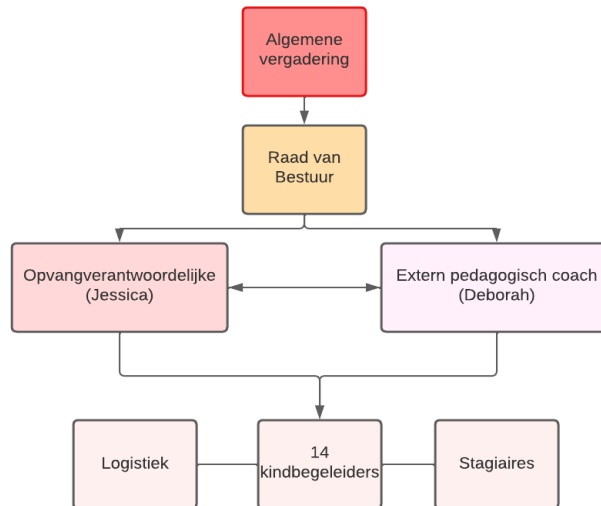 Algemene
vergadering
Raad van
Bestuur
Opvangverantwoordelijke
(Jessica)
Extern pedagogisch coach
(Deborah)
Logistiek
14
kindbegeleiders
Stagiaires